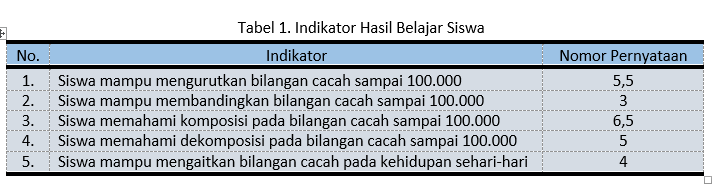 Tabel 1. Indikator Hasil Belajar Siswa
No. Indikator Nomor Pernyataan
1. Siswa mampu mengurutkan bilangan cacah sampai 100.000 5,5
2. Siswa mampu membandingkan bilangan cacah sampai 100.000 3
3. Siswa memahami komposisi pada bilangan cacah sampai 100.000 6,5
4. Siswa memahami dekomposisi pada bilangan cacah sampai 100.000 5
5. Siswa mampu mengaitkan bilangan cacah pada kehidupan sehari-hari 4